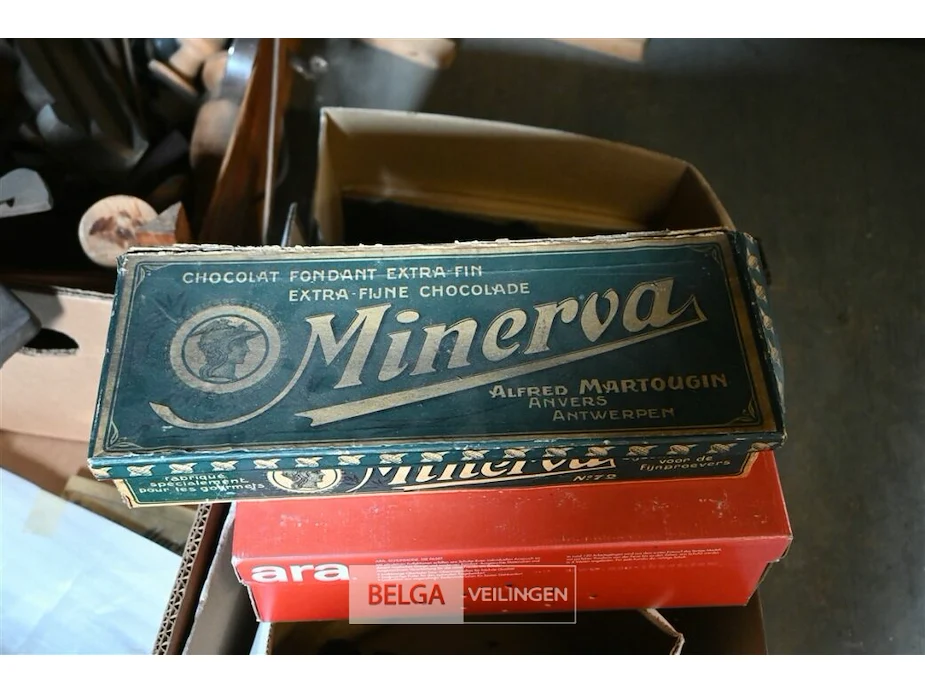 CHOCOLAT FONDANT EXTRA-FIN
EXTRA-FIJNE CHOCOLADE
Minerva
ALFRED MARTOUGIN
ANVERS
ANTWERPEN
fabriqué
spécialement
pour les gourmets
Minerva
voor de
Fijnproevers
ara
BELGA VEILINGEN